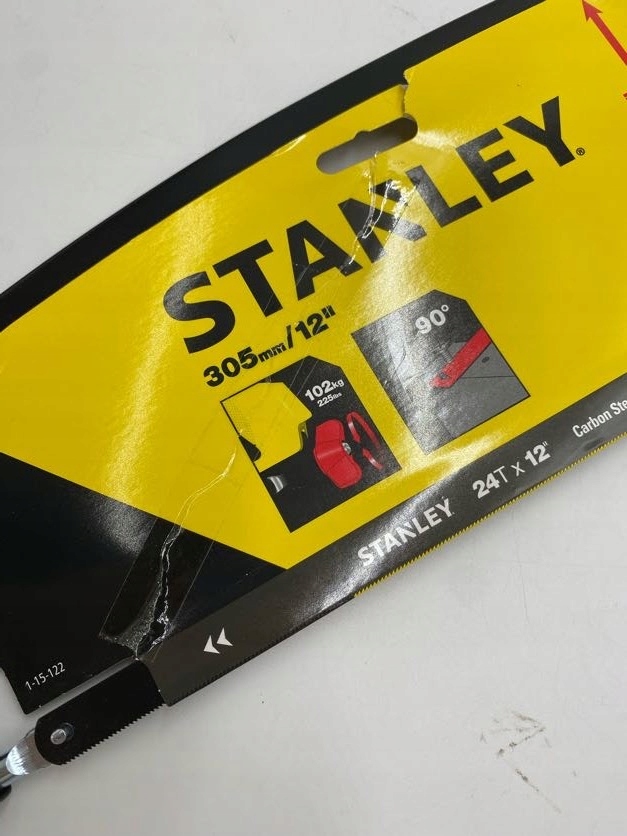 STANLEY®
305mm/12"
102kg
225lbs
90°
STANLEY 24T x 12" Carbon Ste
1-15-122